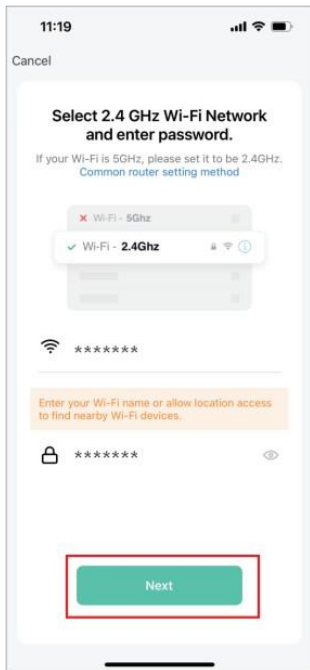 11:19
Cancel
Select 2.4 GHz Wi-Fi Network
and enter password.
If your Wi-Fi is 5GHz, please set it to be 2.4GHz.
Common router setting method
Wi-Fi - 5Ghz
Wi-Fi - 2.4Ghz
*******
Enter your Wi-Fi name or allow location access
to find nearby Wi-Fi devices.
*******
Next